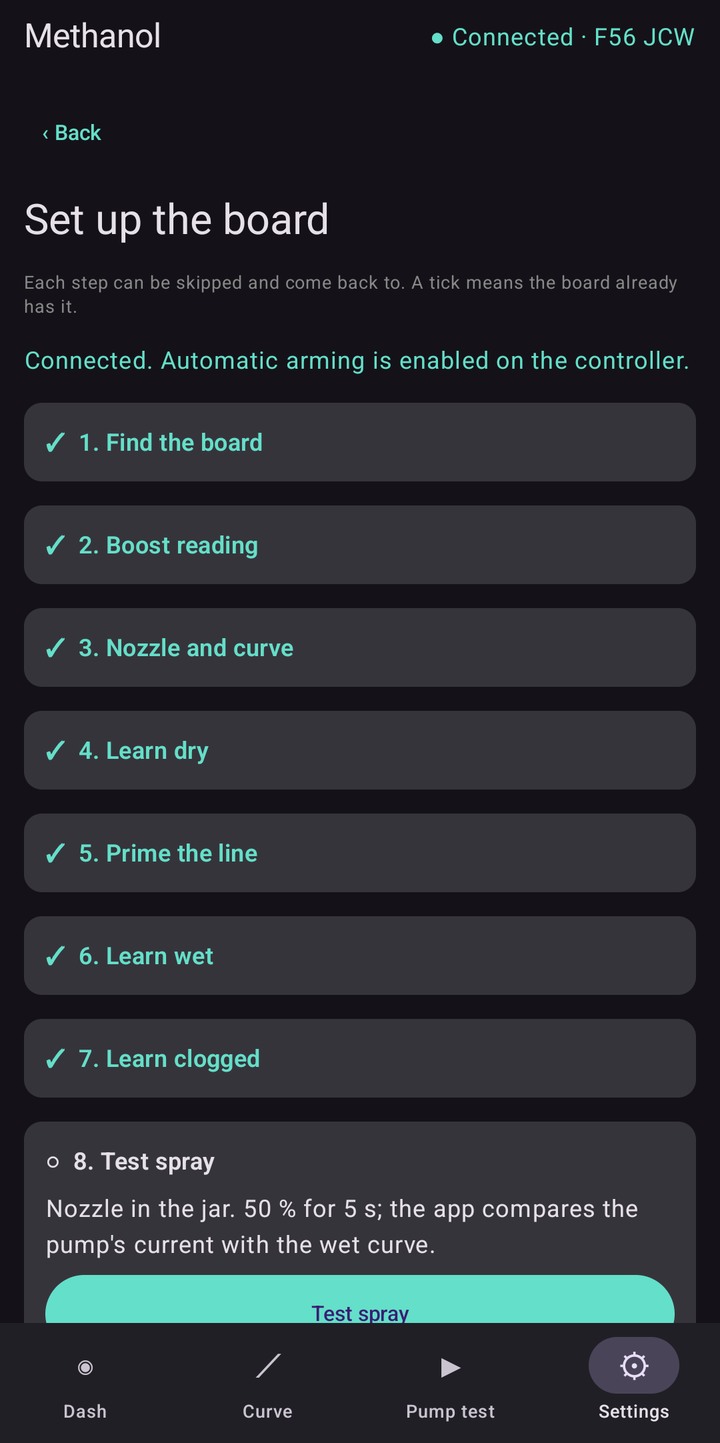 Methanol
● Connected · F56 JCW
‹ Back
Set up the board
Each step can be skipped and come back to. A tick means the board already
has it.
Connected. Automatic arming is enabled on the controller.
✓ 1. Find the board
✓ 2. Boost reading
✓ 3. Nozzle and curve
✓ 4. Learn dry
✓ 5. Prime the line
✓ 6. Learn wet
✓ 7. Learn clogged
○ 8. Test spray
Nozzle in the jar. 50 % for 5 s; the app compares the
pump's current with the wet curve.
Test spray
Dash
Curve
Pump test
Settings